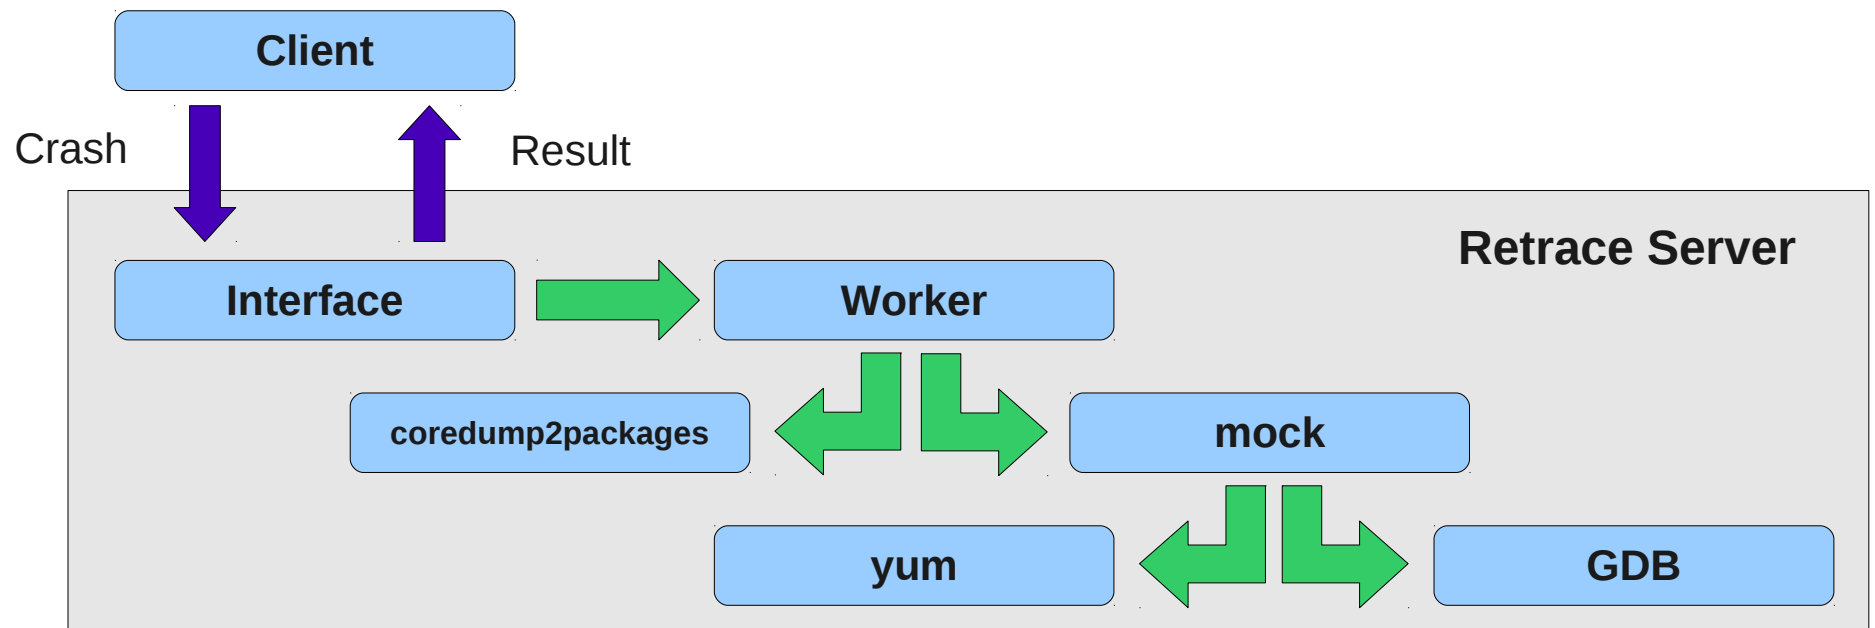 Client
Crash
Result
Retrace Server
Interface
Worker
coredump2packages
mock
yum
GDB